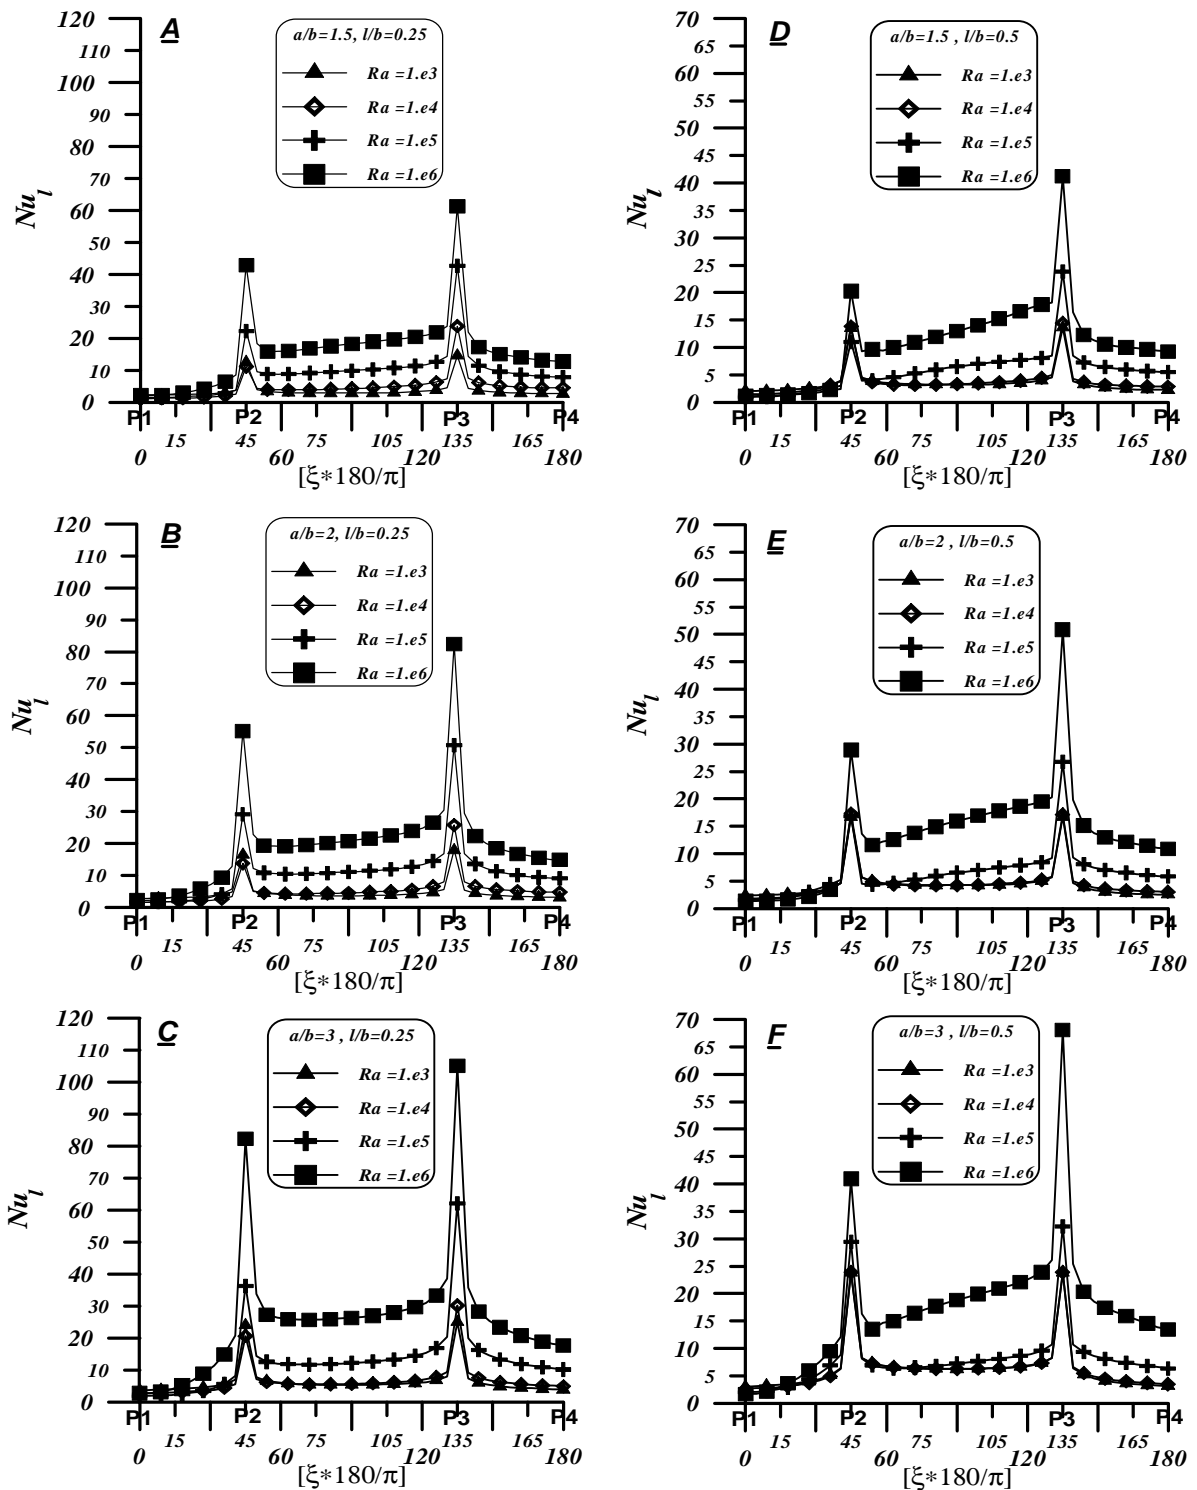 A
a/b=1.5, l/b=0.25
Ra =1.e3
Ra =1.e4
Ra =1.e5
Ra =1.e6
Nu_l
120
110
100
90
80
70
60
50
40
30
20
10
0
P1 P2 P3 P4
15 45 75 105 135 165
0 60 120 180
[ξ*180/π]
D
a/b=1.5 , l/b=0.5
Ra =1.e3
Ra =1.e4
Ra =1.e5
Ra =1.e6
Nu_l
70
65
60
55
50
45
40
35
30
25
20
15
10
5
0
P1 P2 P3 P4
15 45 75 105 135 165
0 60 120 180
[ξ*180/π]
B
a/b=2, l/b=0.25
Ra =1.e3
Ra =1.e4
Ra =1.e5
Ra =1.e6
Nu_l
120
110
100
90
80
70
60
50
40
30
20
10
0
P1 P2 P3 P4
15 45 75 105 135 165
0 60 120 180
[ξ*180/π]
E
a/b=2 , l/b=0.5
Ra =1.e3
Ra =1.e4
Ra =1.e5
Ra =1.e6
Nu_l
70
65
60
55
50
45
40
35
30
25
20
15
10
5
0
P1 P2 P3 P4
15 45 75 105 135 165
0 60 120 180
[ξ*180/π]
C
a/b=3 , l/b=0.25
Ra =1.e3
Ra =1.e4
Ra =1.e5
Ra =1.e6
Nu_l
120
110
100
90
80
70
60
50
40
30
20
10
0
P1 P2 P3 P4
15 45 75 105 135 165
0 60 120 180
[ξ*180/π]
F
a/b=3 , l/b=0.5
Ra =1.e3
Ra =1.e4
Ra =1.e5
Ra =1.e6
Nu_l
70
65
60
55
50
45
40
35
30
25
20
15
10
5
0
P1 P2 P3 P4
15 45 75 105 135 165
0 60 120 180
[ξ*180/π]